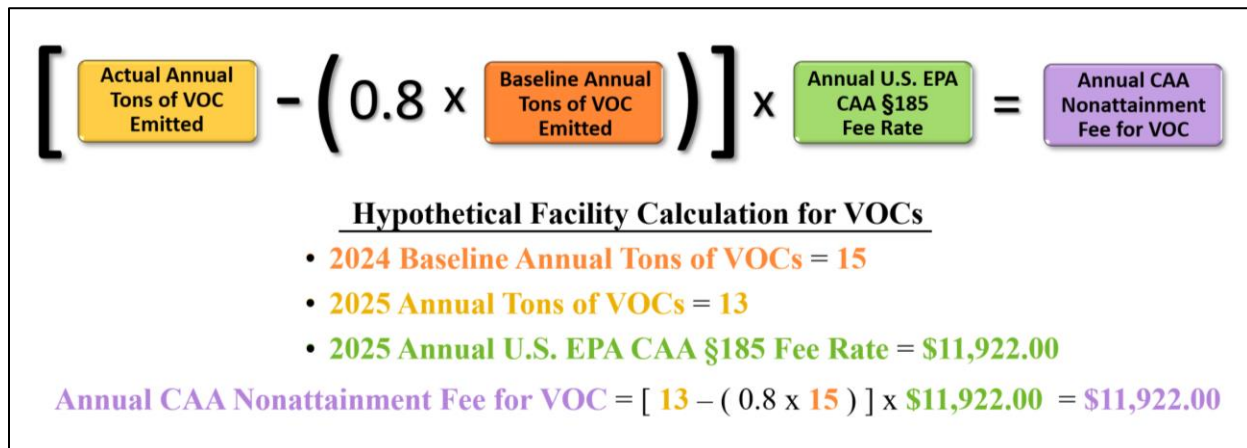 [ Actual Annual Tons of VOC Emitted - ( 0.8 x Baseline Annual Tons of VOC Emitted ) ] x Annual U.S. EPA CAA §185 Fee Rate = Annual CAA Nonattainment Fee for VOC
Hypothetical Facility Calculation for VOCs
• 2024 Baseline Annual Tons of VOCs = 15
• 2025 Annual Tons of VOCs = 13
• 2025 Annual U.S. EPA CAA §185 Fee Rate = $11,922.00
Annual CAA Nonattainment Fee for VOC = [ 13 – ( 0.8 x 15 ) ] x $11,922.00 = $11,922.00